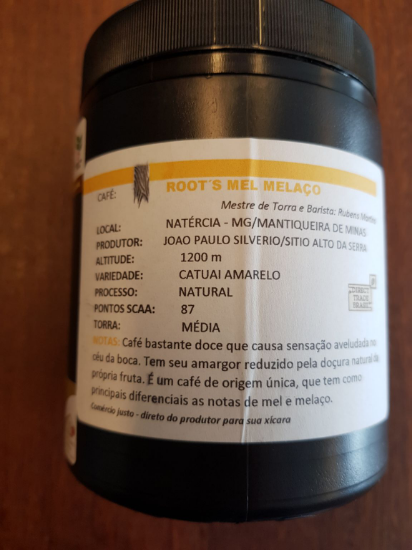 CAFÉ:
ROOT´S MEL MELAÇO
Mestre de Torra e Barista: Rubens
LOCAL: NATÉRCIA - MG/MANTIQUEIRA DE MINAS
PRODUTOR: JOAO PAULO SILVERIO/SITIO ALTO DA SERRA
ALTITUDE: 1200 m
VARIEDADE: CATUAI AMARELO
PROCESSO: NATURAL
PONTOS SCAA: 87
TORRA: MÉDIA
DIRECT
TRADE
BRASIL
NOTAS: Café bastante doce que causa sensação aveludada no
céu da boca. Tem seu amargor reduzido pela doçura natural da
própria fruta. É um café de origem única, que tem como
principais diferenciais as notas de mel e melaço.
Comércio justo - direto do produtor para sua xícara